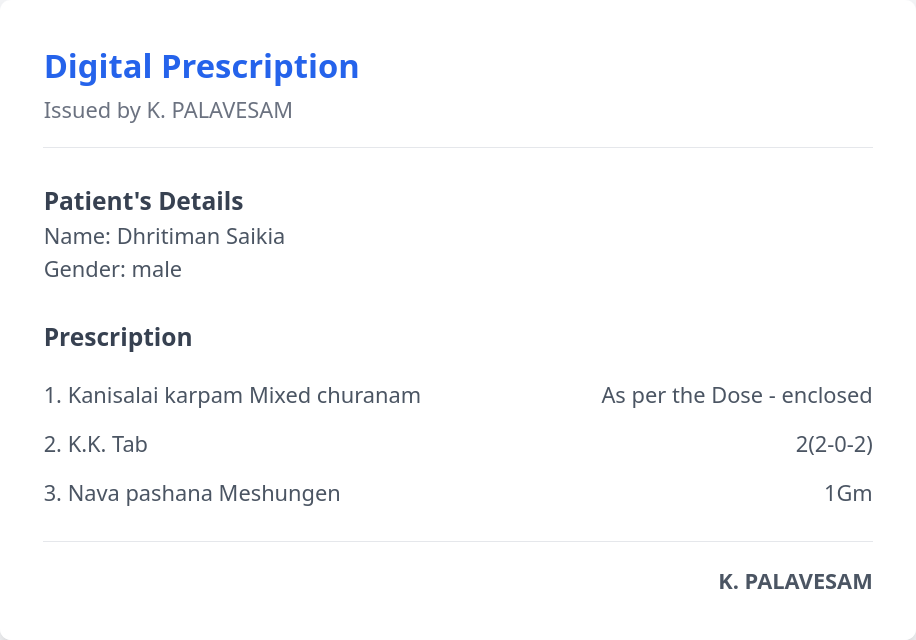 Digital Prescription
Issued by K. PALAVESAM
Patient's Details
Name: Dhritiman Saikia
Gender: male
Prescription
1. Kanisalai karpam Mixed churanam As per the Dose - enclosed
2. K.K. Tab 2(2-0-2)
3. Nava pashana Meshungen 1Gm
K. PALAVESAM